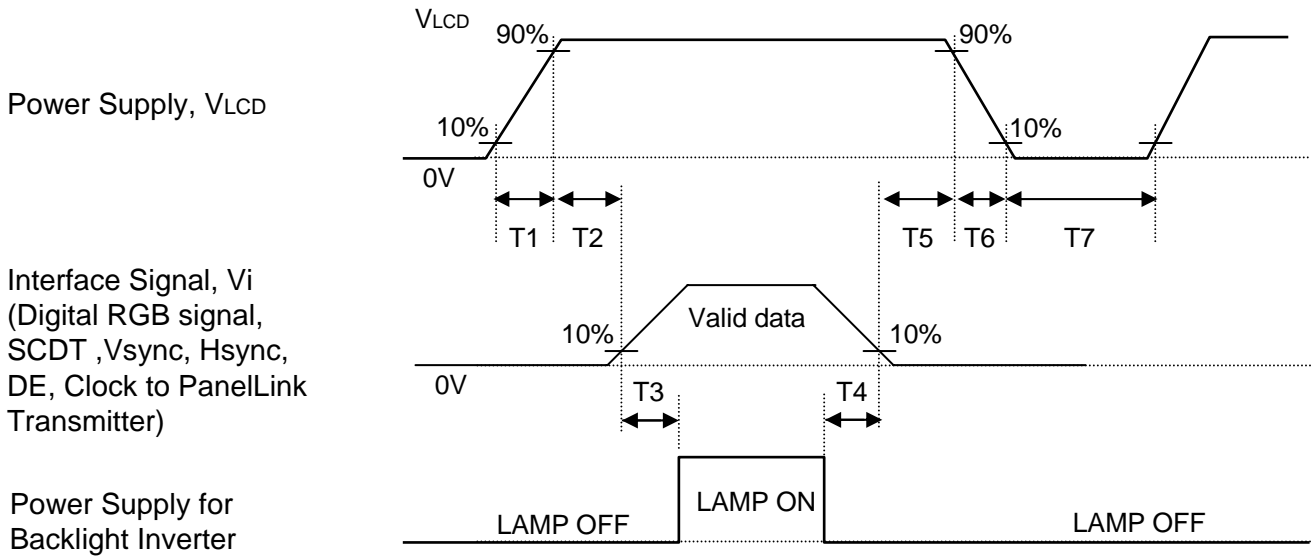 VLCD
90%
90%
Power Supply, VLCD
10%
10%
0V
T1
T2
T5
T6
T7
Interface Signal, Vi
(Digital RGB signal,
SCDT ,Vsync, Hsync,
DE, Clock to PanelLink
Transmitter)
Valid data
10%
10%
0V
T3
T4
Power Supply for
Backlight Inverter
LAMP OFF
LAMP ON
LAMP OFF